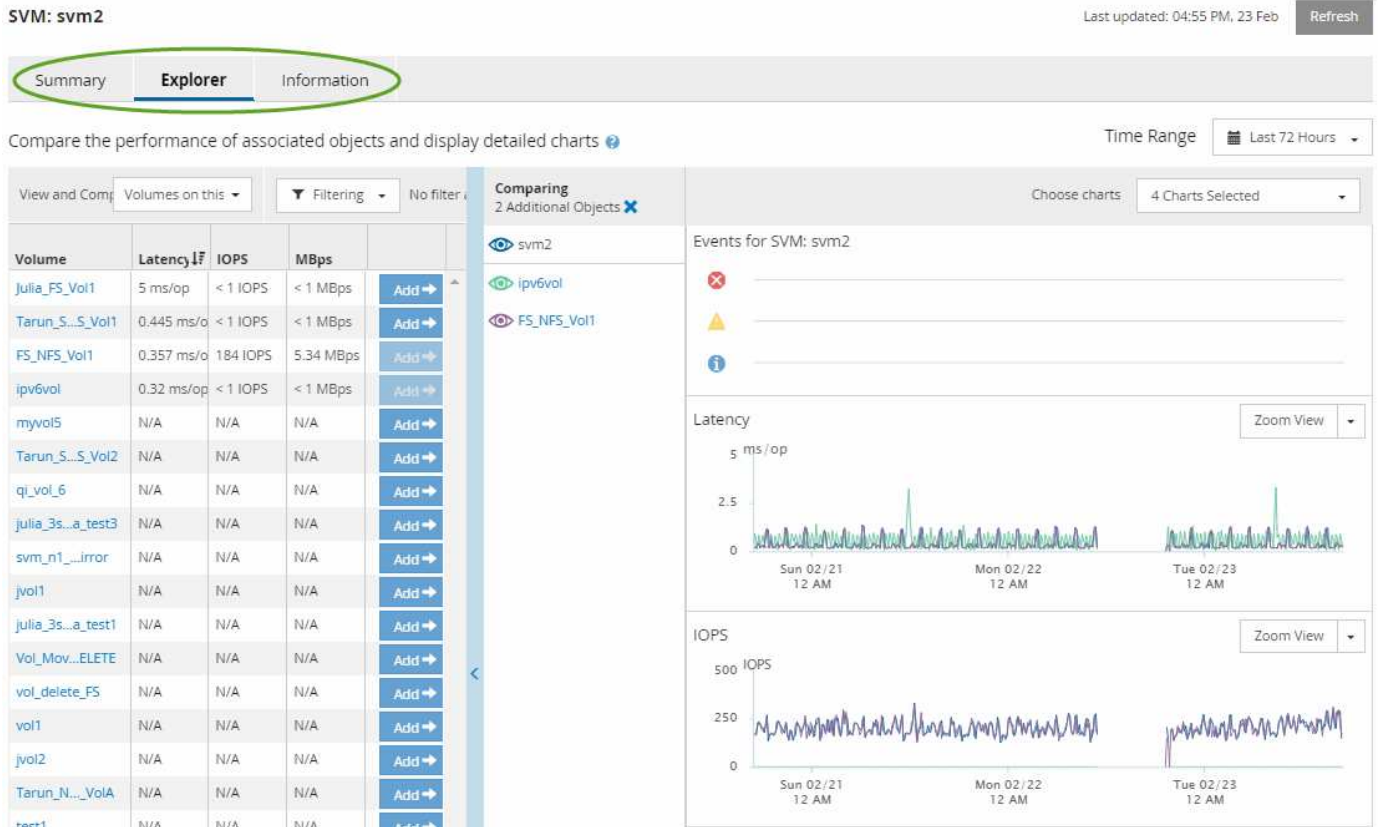 SVM: svm2
Last updated: 04:55 PM, 23 Feb Refresh
Summary Explorer Information
Compare the performance of associated objects and display detailed charts ?
Time Range Last 72 Hours
View and Comp Volumes on this Filtering No filter
Comparing
2 Additional Objects
Choose charts 4 Charts Selected
Volume Latency IOPS MBps
Julia_FS_Vol1 5 ms/op < 1 IOPS < 1 MBps Add
Tarun_S...S_Vol1 0.445 ms/o < 1 IOPS < 1 MBps Add
FS_NFS_Vol1 0.357 ms/o 184 IOPS 5.34 MBps Add
ipv6vol 0.32 ms/op < 1 IOPS < 1 MBps Add
myvol5 N/A N/A N/A Add
Tarun_S...S_Vol2 N/A N/A N/A Add
qi_vol_6 N/A N/A N/A Add
julia_3s...a_test3 N/A N/A N/A Add
svm_n1_...irror N/A N/A N/A Add
jvol1 N/A N/A N/A Add
julia_3s...a_test1 N/A N/A N/A Add
Vol_Mov...ELETE N/A N/A N/A Add
vol_delete_FS N/A N/A N/A Add
vol1 N/A N/A N/A Add
jvol2 N/A N/A N/A Add
Tarun_N..._VolA N/A N/A N/A Add
test1 N/A N/A N/A Add
svm2
ipv6vol
FS_NFS_Vol1
Events for SVM: svm2
Latency Zoom View
ms/op
5
2.5
0
Sun 02/21 Mon 02/22 Tue 02/23
12 AM 12 AM 12 AM
IOPS Zoom View
IOPS
500
250
0
Sun 02/21 Mon 02/22 Tue 02/23
12 AM 12 AM 12 AM